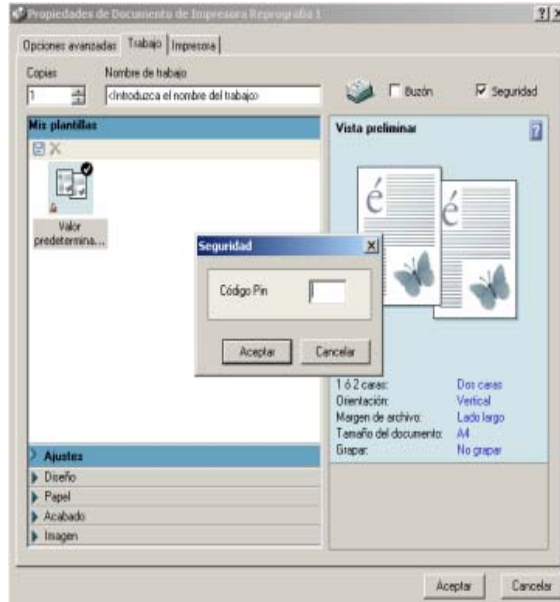 Propiedades de Documento de Impresora Reprografía 1
Opciones avanzadas Trabajo Impresora
Copias Nombre de trabajo
1 <Introduzca el nombre del trabajo> Buzón Seguridad
Mis plantillas Vista preliminar
é é
Valor
predetermina...
Seguridad
Código Pin
Aceptar Cancelar
1 ó 2 caras: Dos caras
Orientación: Vertical
Margen de archivo: Lado largo
Tamaño del documento: A4
Grapar: No grapar
Ajustes
Diseño
Papel
Acabado
Imagen
Aceptar Cancelar